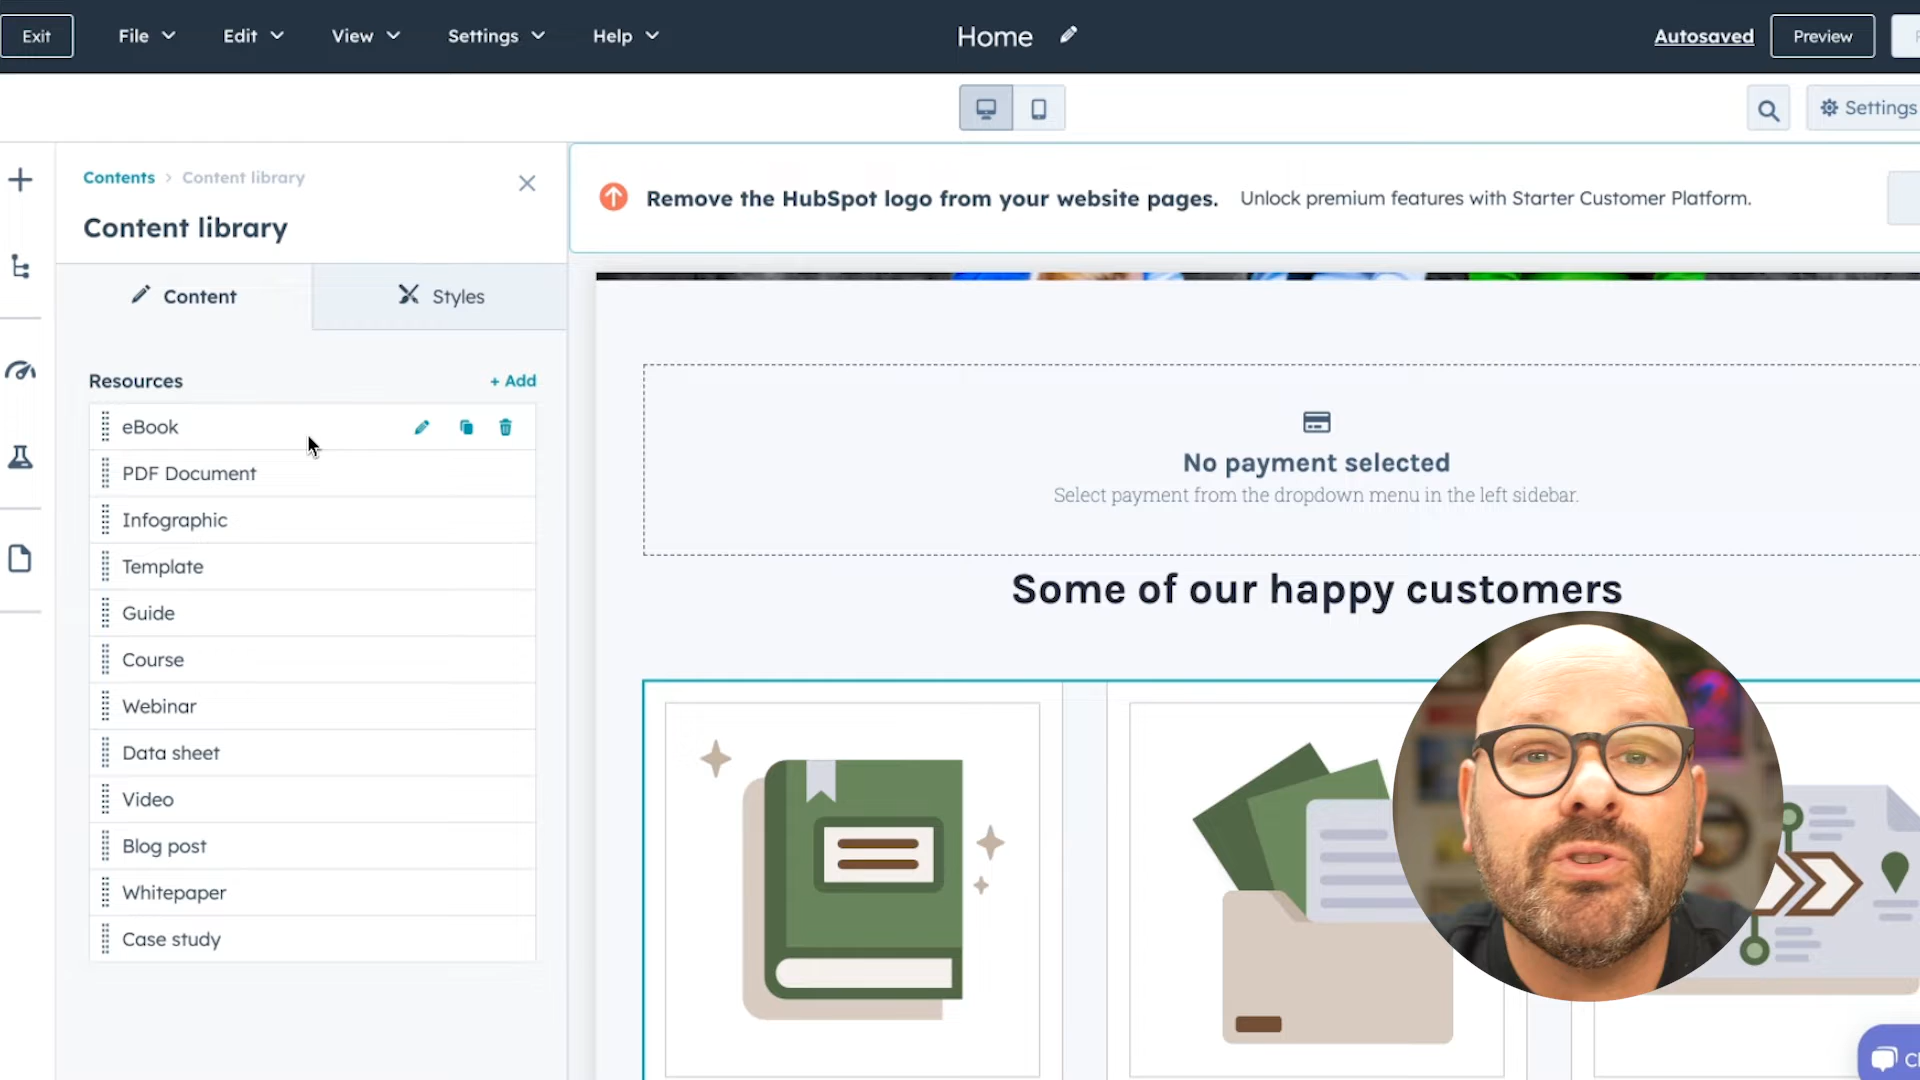 Exit
File
Edit
View
Settings
Help
Home
Autosaved
Preview
Settings
Contents > Content library
Content library
Content
Styles
Remove the HubSpot logo from your website pages. Unlock premium features with Starter Customer Platform.
Resources
+ Add
eBook
PDF Document
Infographic
Template
Guide
Course
Webinar
Data sheet
Video
Blog post
Whitepaper
Case study
No payment selected
Select payment from the dropdown menu in the left sidebar.
Some of our happy customers